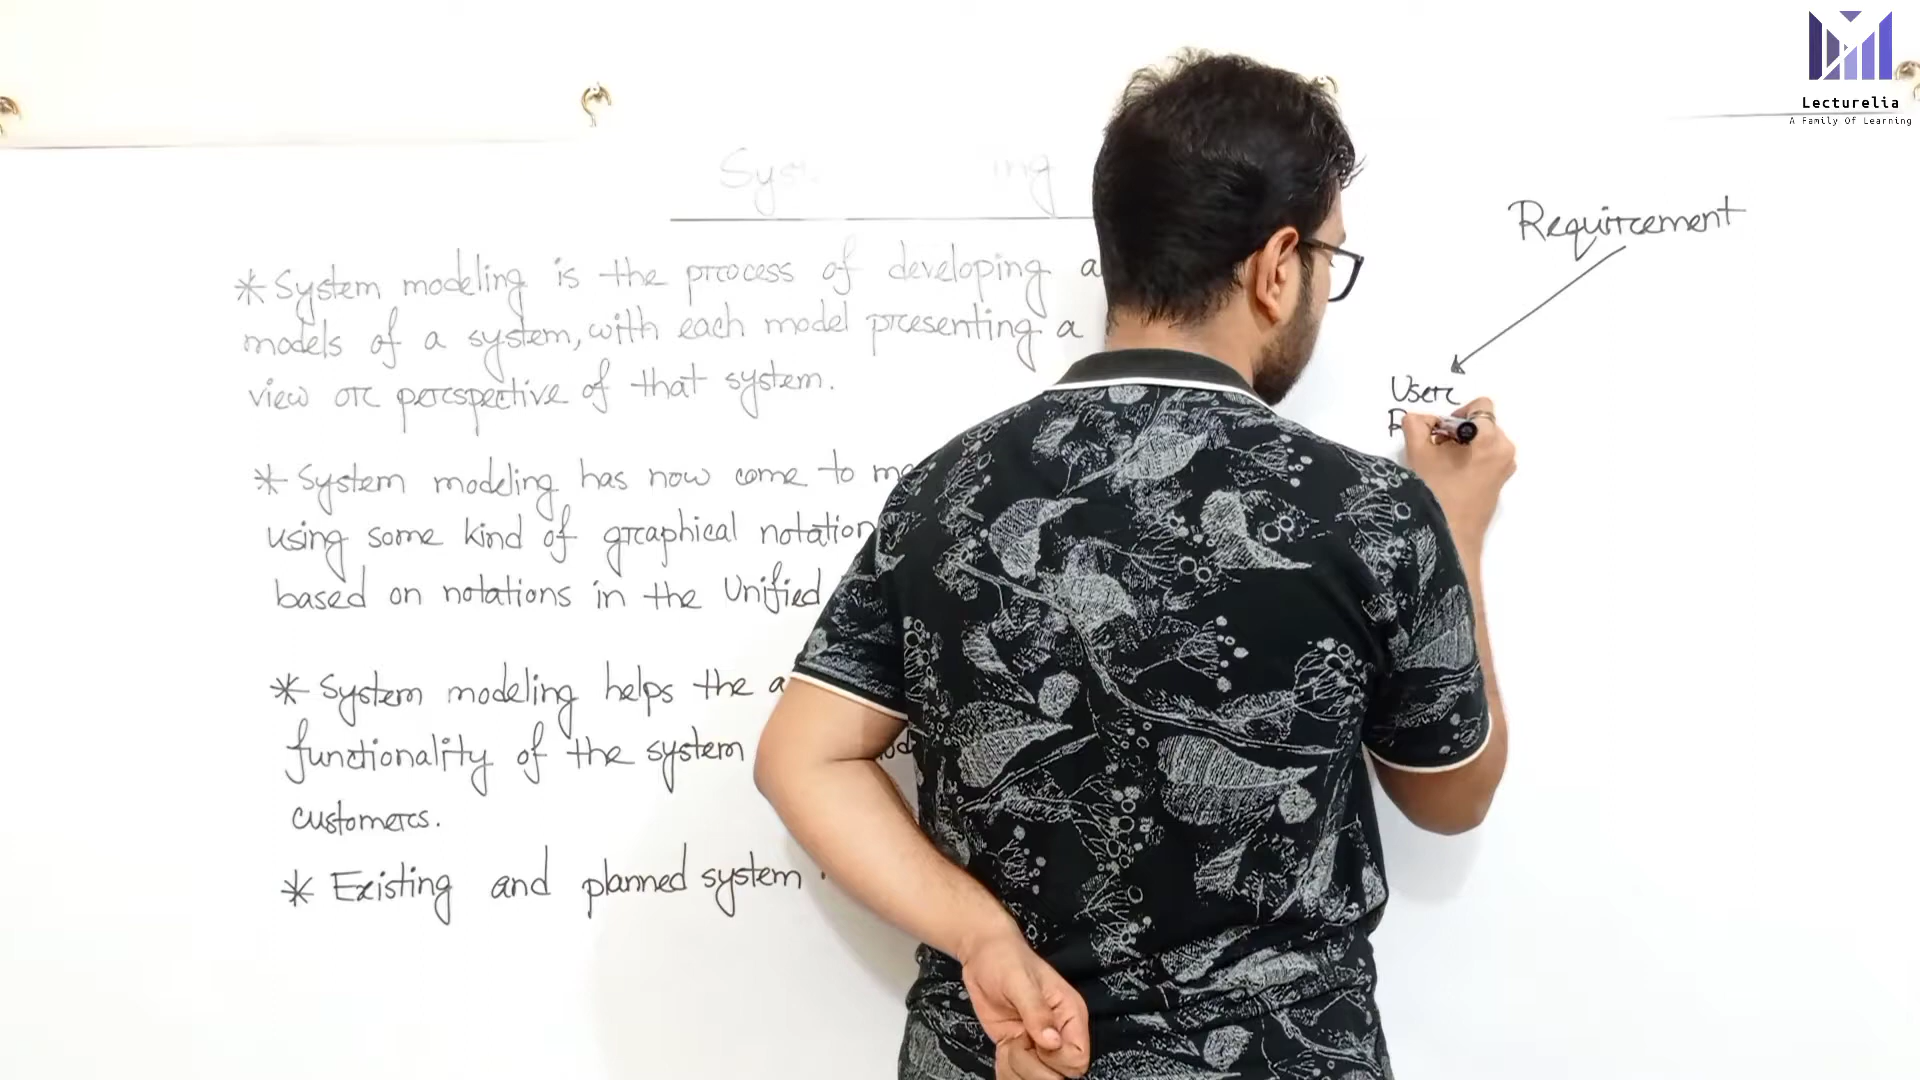 Lecturelia
A Family Of Learning
Requirement
User
* System modeling is the process of developing
models of a system, with each model presenting a
view or perspective of that system.
* System modeling has now come to
using some kind of graphical notation
based on notations in the Unified
* System modeling helps the
functionality of the system
customers.
* Existing and planned system.